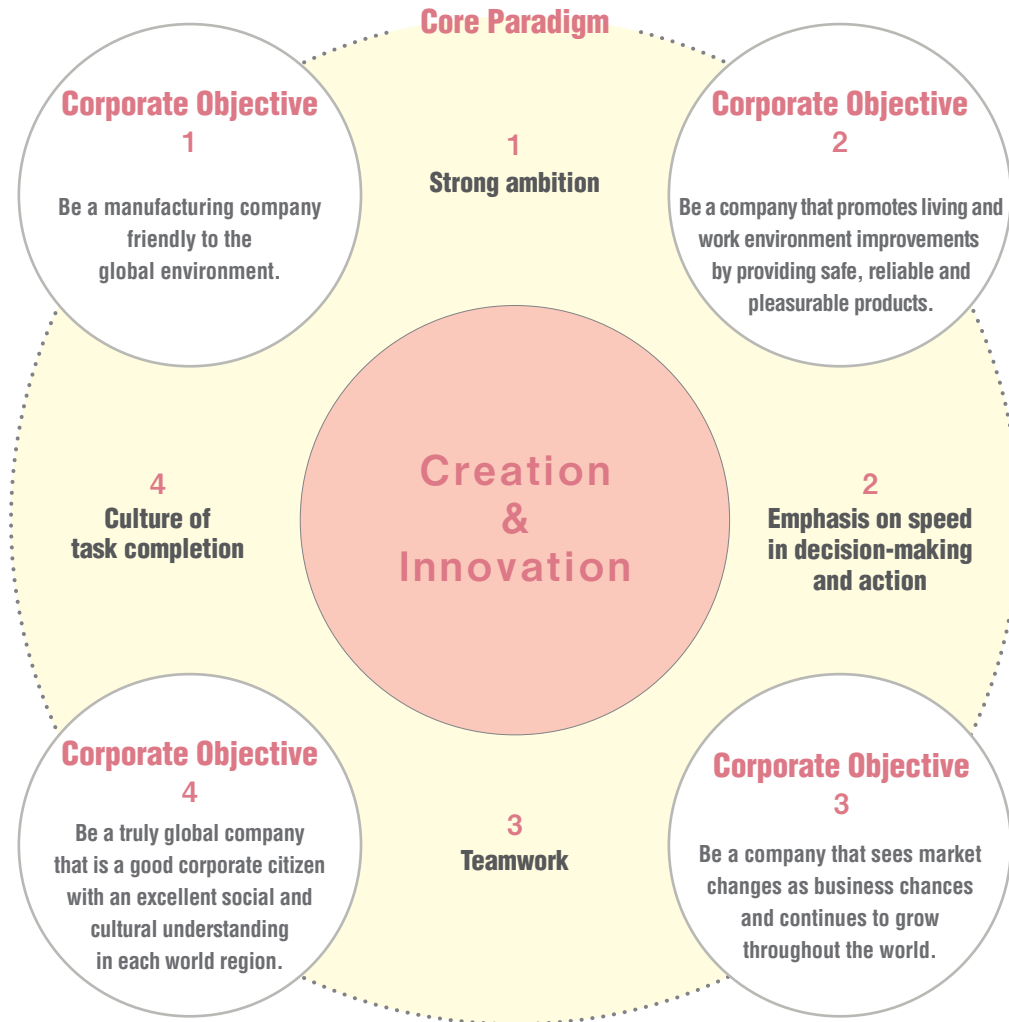 Core Paradigm
Corporate Objective
1
Be a manufacturing company
friendly to the
global environment.
1
Strong ambition
Corporate Objective
2
Be a company that promotes living and
work environment improvements
by providing safe, reliable and
pleasurable products.
4
Culture of
task completion
Creation
&
Innovation
2
Emphasis on speed
in decision-making
and action
Corporate Objective
4
Be a truly global company
that is a good corporate citizen
with an excellent social and
cultural understanding
in each world region.
3
Teamwork
Corporate Objective
3
Be a company that sees market
changes as business chances
and continues to grow
throughout the world.